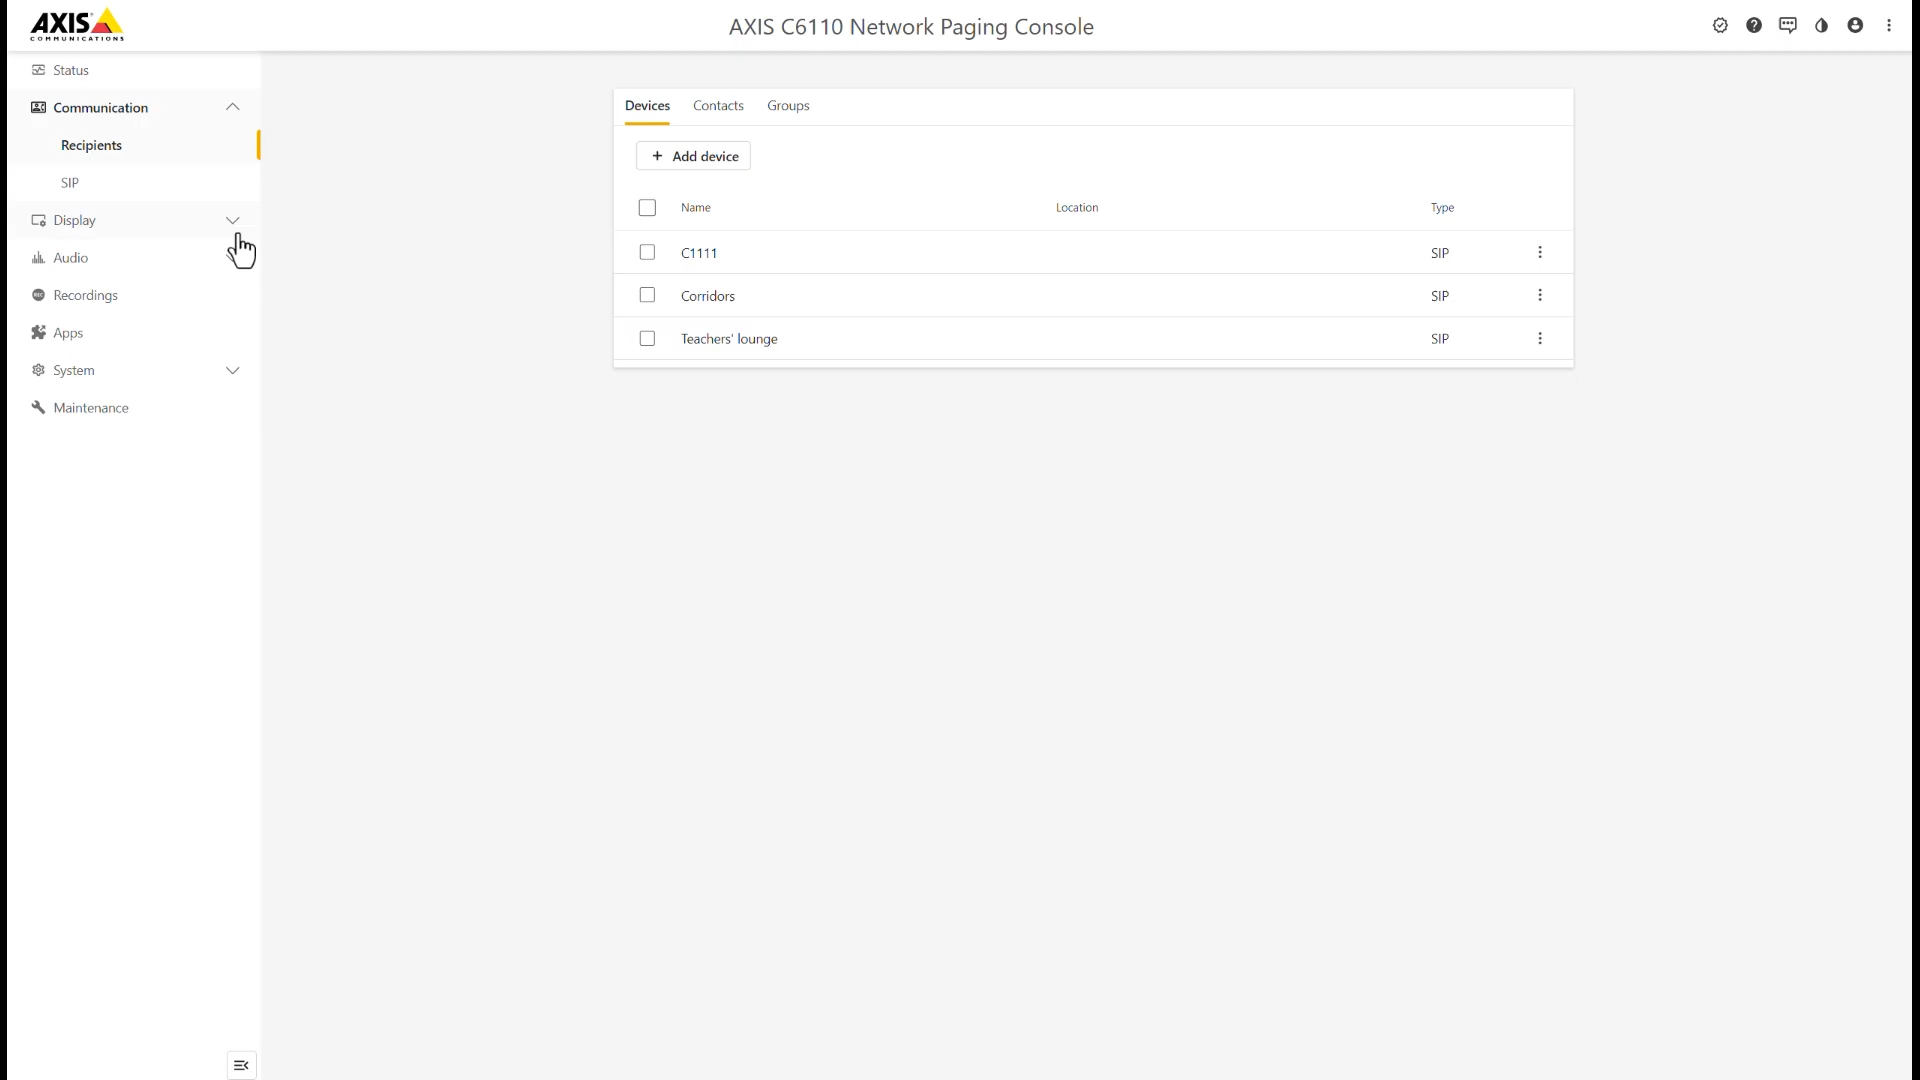 AXIS
COMMUNICATIONS
AXIS C6110 Network Paging Console
Status
Communication
Recipients
SIP
Display
Audio
Recordings
Apps
System
Maintenance
Devices Contacts Groups
+ Add device
Name Location Type
C1111 SIP
Corridors SIP
Teachers' lounge SIP